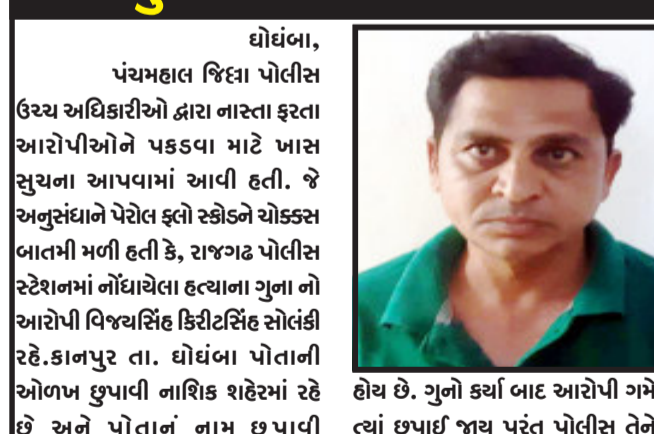 ઘોઘંબા,
પંચમહાલ જિલ્લા પોલીસ
ઉચ્ચ અધિકારીઓ દ્વારા નાસ્તા ફરતા
આરોપીઓને પકડવા માટે ખાસ
સુચના આપવામાં આવી હતી. જે
અનુસંધાને પેરોલ ફ્લો સ્કોડને ચોક્કસ
બાતમી મળી હતી કે, રાજગઢ પોલીસ
સ્ટેશનમાં નોંધાયેલા હત્યાના ગુના નો
આરોપી વિજયસિંહ કિરીટસિંહ સોલંકી
રહે.કાનપુર તા. ઘોઘંબા પોતાની
ઓળખ છુપાવી નાશિક શહેરમાં રહે
છે અને પોતાનું નામ છુપાવી
હોય છે. ગુનો કર્યા બાદ આરોપી ગમે
ત્યાં છુપાઈ જાય પરંતુ પોલીસ તેને